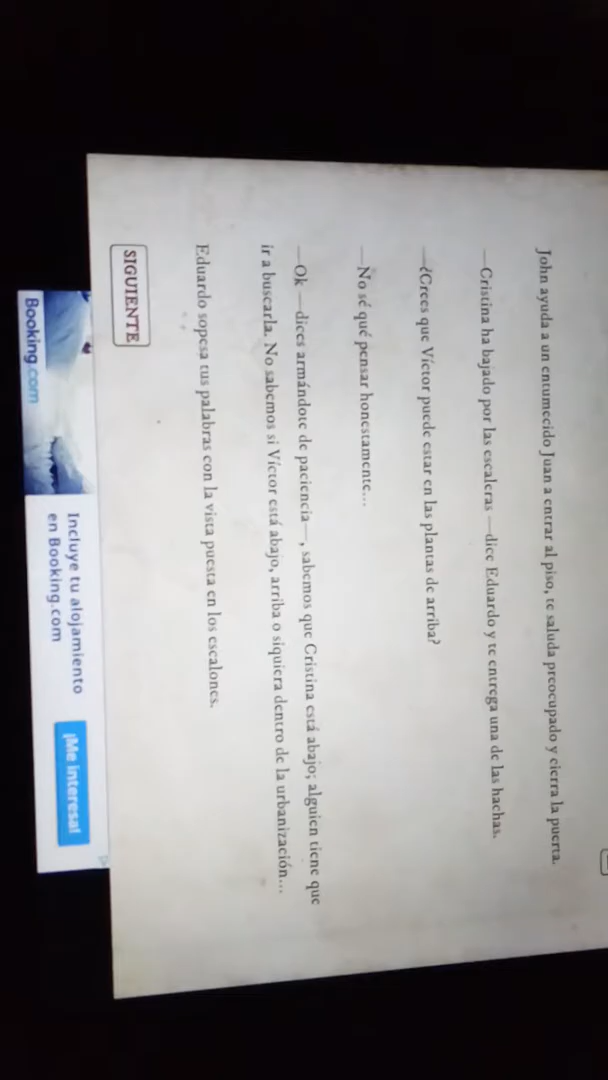 John ayuda a un entumecido Juan a entrar al piso, te saluda preocupado y cierra la puerta.
—Cristina ha bajado por las escaleras —dice Eduardo y te entrega una de las hachas.
—¿Crees que Víctor puede estar en las plantas de arriba?
—No sé qué pensar honestamente...
—Ok —dices armándote de paciencia—, sabemos que Cristina está abajo; alguien tiene que
ir a buscarla. No sabemos si Víctor está abajo, arriba o siquiera dentro de la urbanización...
Eduardo sopesa tus palabras con la vista puesta en los escalones.
SIGUIENTE
Booking.com
Incluye tu alojamiento
en Booking.com
¡Me interesa!